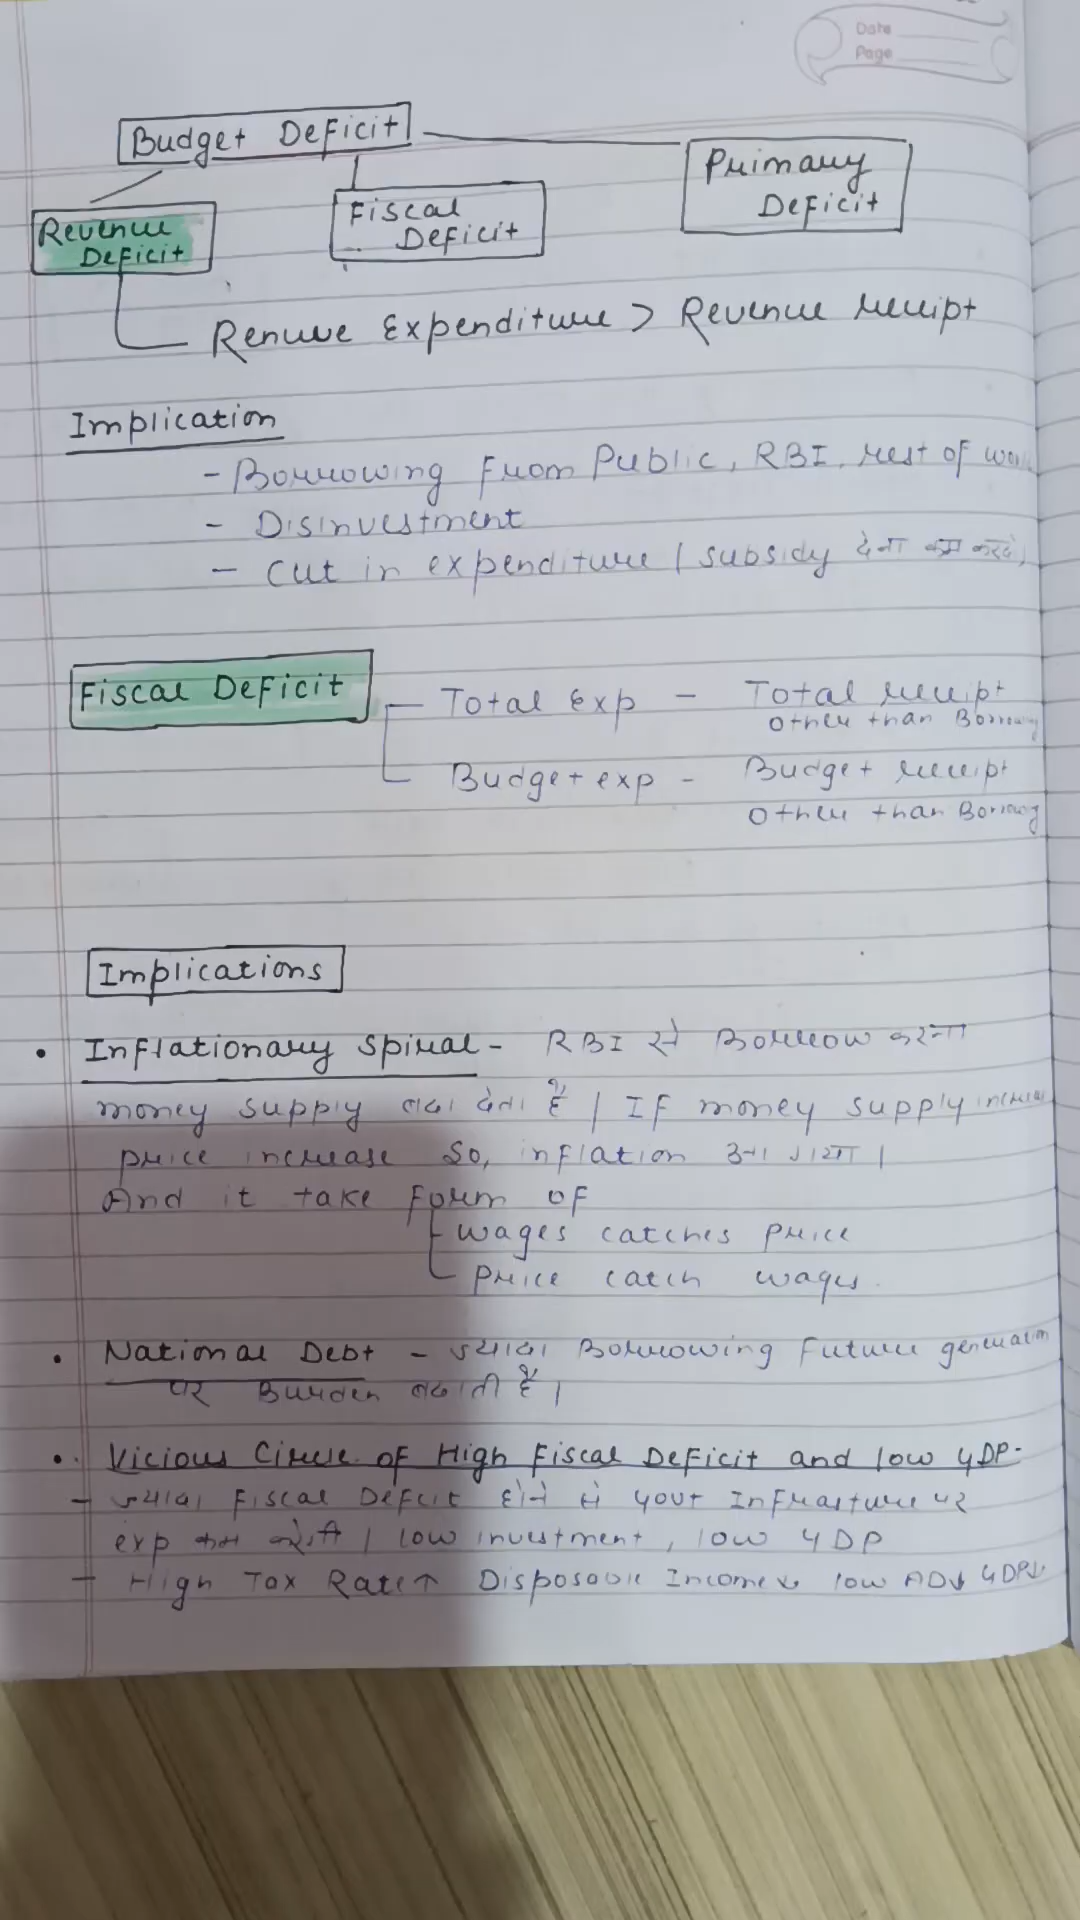 Date
Page
Budget Deficit
Primary
Deficit
Fiscal
Deficit
Revenue
Deficit
Renuve Expenditure > Revenue receipt
Implication
- Borrowing from Public, RBI, rest of
- Disinvestment
- Cut in expenditure / subsidy देना कम करदे।
Fiscal Deficit
Total Exp - Total receipt
other than Borrowing
Budget exp - Budget receipt
other than Borrowing
Implications
• Inflationary Spiral - RBI से Borrow करना
money supply बढा देता है | If money supply increase
price increase So, inflation आ जायगा |
And it take form of
wages catches price
price catch wages.
• National Debt - ज्यादा Borrowing Future generation
पर Burden बढाती है |
• Vicious Circle of High Fiscal Deficit and low GDP.
- ज्यादा Fiscal Deficit होने से govt Infrasture पर
exp कम करेगी | low investment, low GDP
- High Tax Rate↑ Disposable Income↓ low AD↓ GDP↓